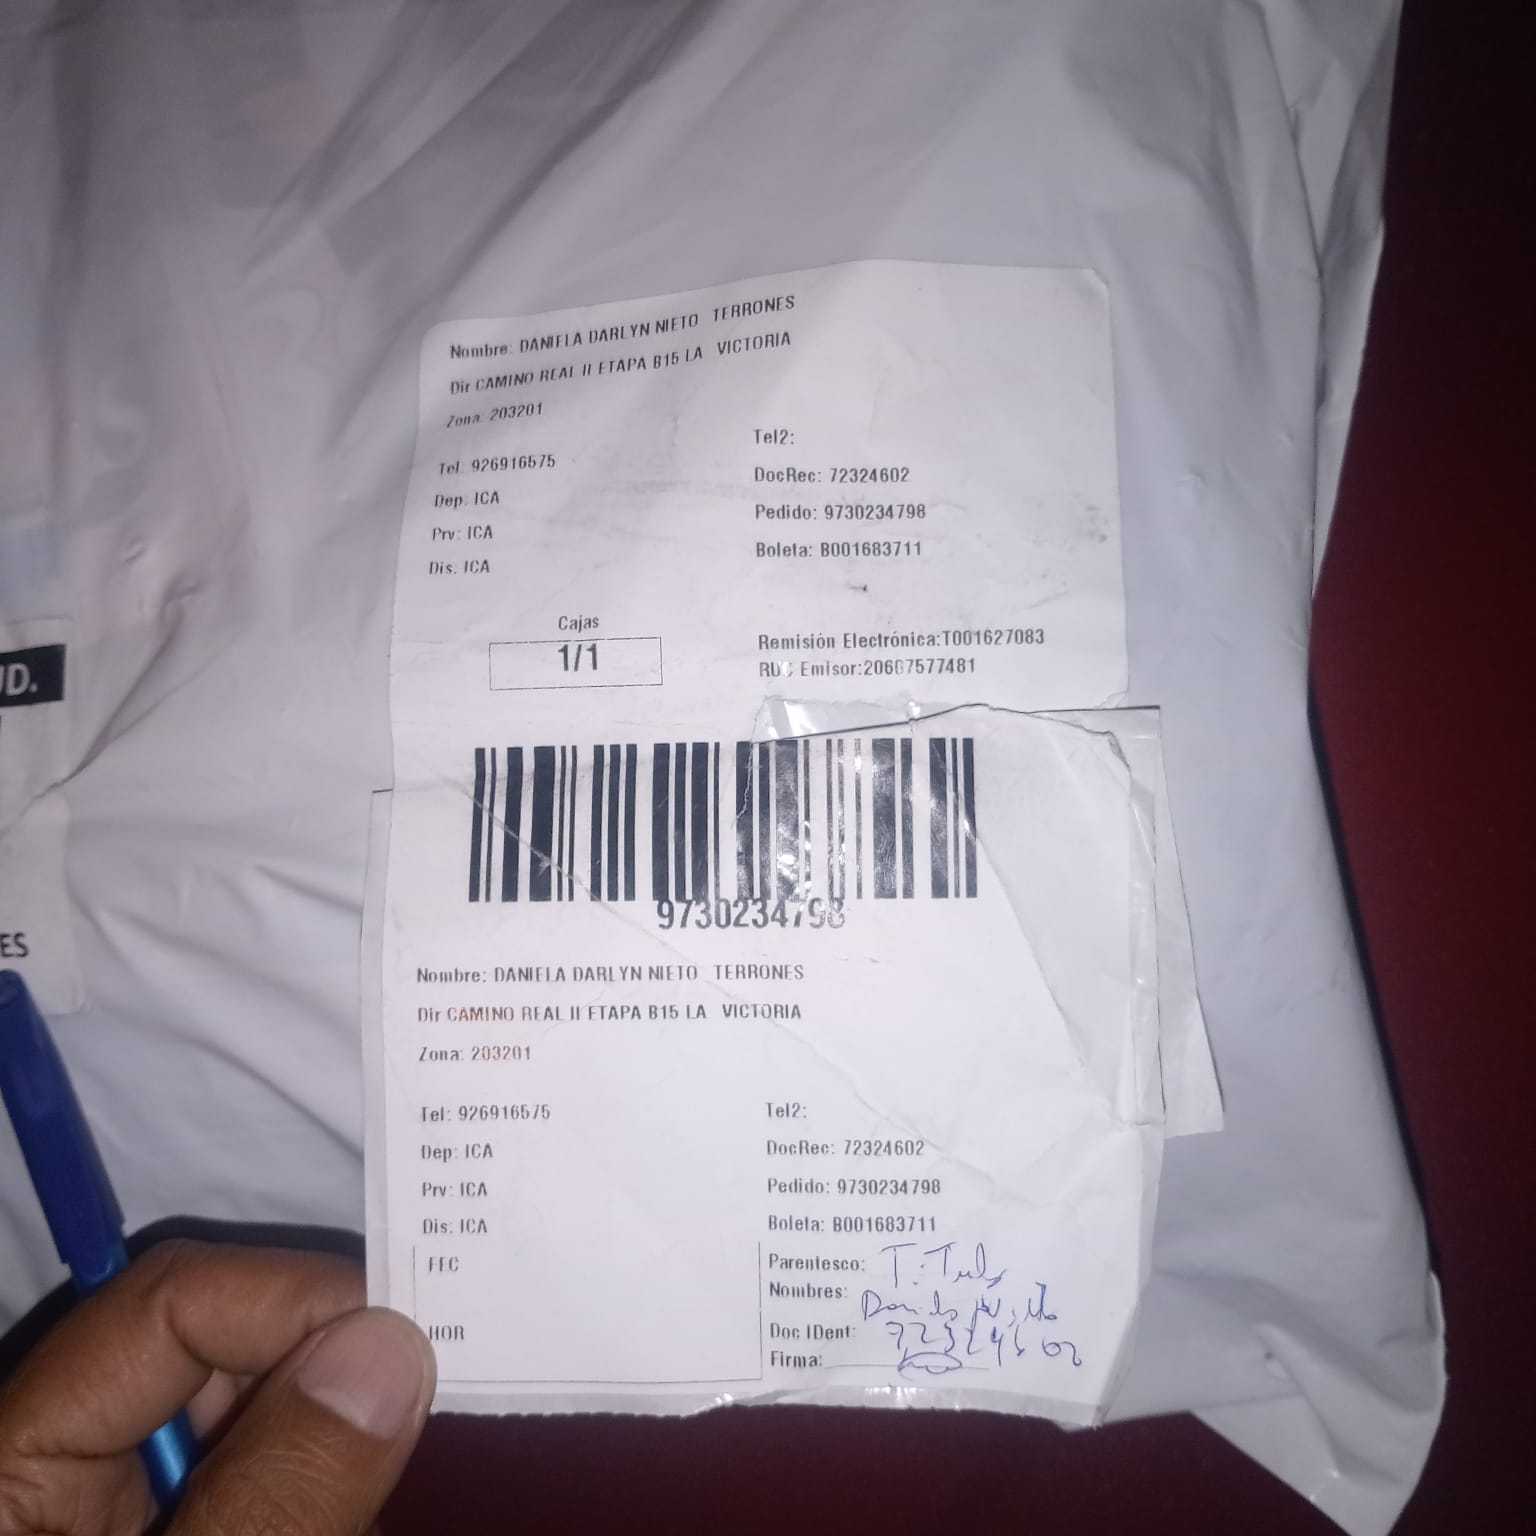 Nombre: DANIELA DARLYN NIETO TERRONES
Dir CAMINO REAL II ETAPA B15 LA VICTORIA
Zona: 203201
Tel: 926916575
Tel2:
Dep: ICA
DocRec: 72324602
Prv: ICA
Pedido: 9730234798
Dis: ICA
Boleta: B001683711
Cajas
1/1
Remisión Electrónica:T001627083
RUC Emisor:20607577481
UD.
ES
9730234798
Nombre: DANIELA DARLYN NIETO TERRONES
Dir CAMINO REAL II ETAPA B15 LA VICTORIA
Zona: 203201
Tel: 926916575
Tel2:
Dep: ICA
DocRec: 72324602
Prv: ICA
Pedido: 9730234798
Dis: ICA
Boleta: B001683711
FEC
Parentesco: T.
Nombres:
HOR
Doc IDent: 72324602
Firma: